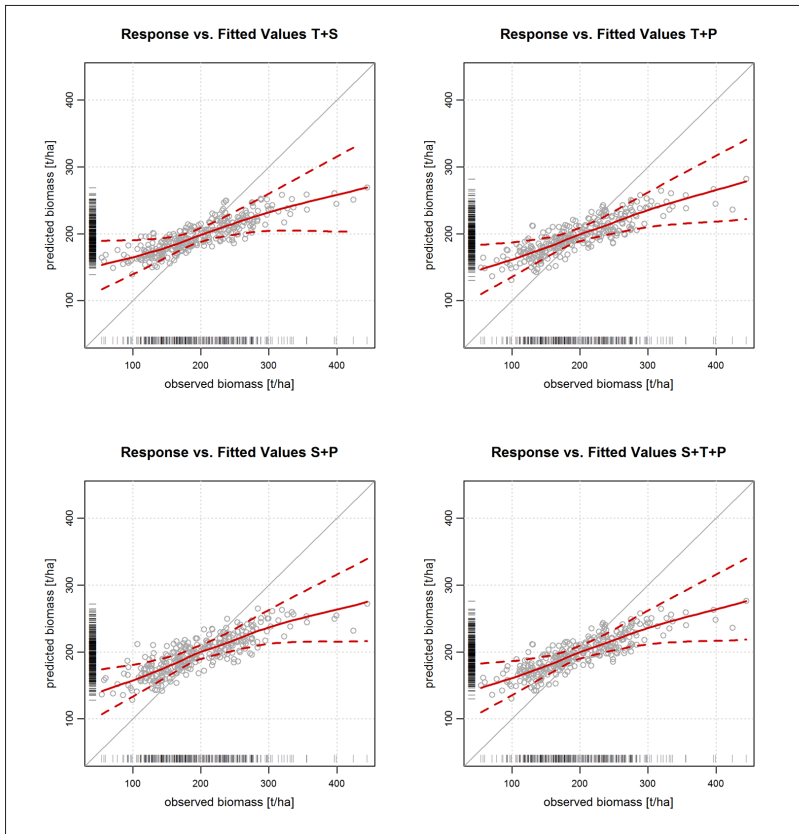 Response vs. Fitted Values T+S
400
300
200
100
predicted biomass [t/ha]
100 200 300 400
observed biomass [t/ha]
Response vs. Fitted Values T+P
400
300
200
100
predicted biomass [t/ha]
100 200 300 400
observed biomass [t/ha]
Response vs. Fitted Values S+P
400
300
200
100
predicted biomass [t/ha]
100 200 300 400
observed biomass [t/ha]
Response vs. Fitted Values S+T+P
400
300
200
100
predicted biomass [t/ha]
100 200 300 400
observed biomass [t/ha]